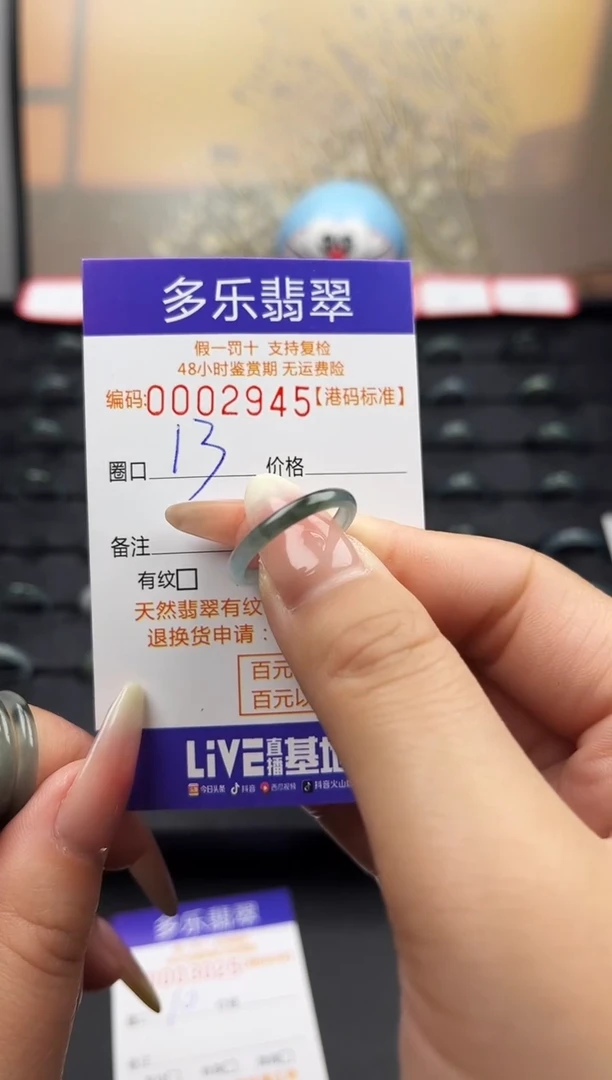 多乐翡翠
假一罚十 支持复检
48小时鉴赏期 无运费险
编码:0002945【港码标准】
圈口 13 价格
备注
有纹□
天然翡翠有纹
退换货申请：
百元
百元以
LiVE直播基地
今日头条 抖音 西瓜视频 抖音火山
多乐翡翠